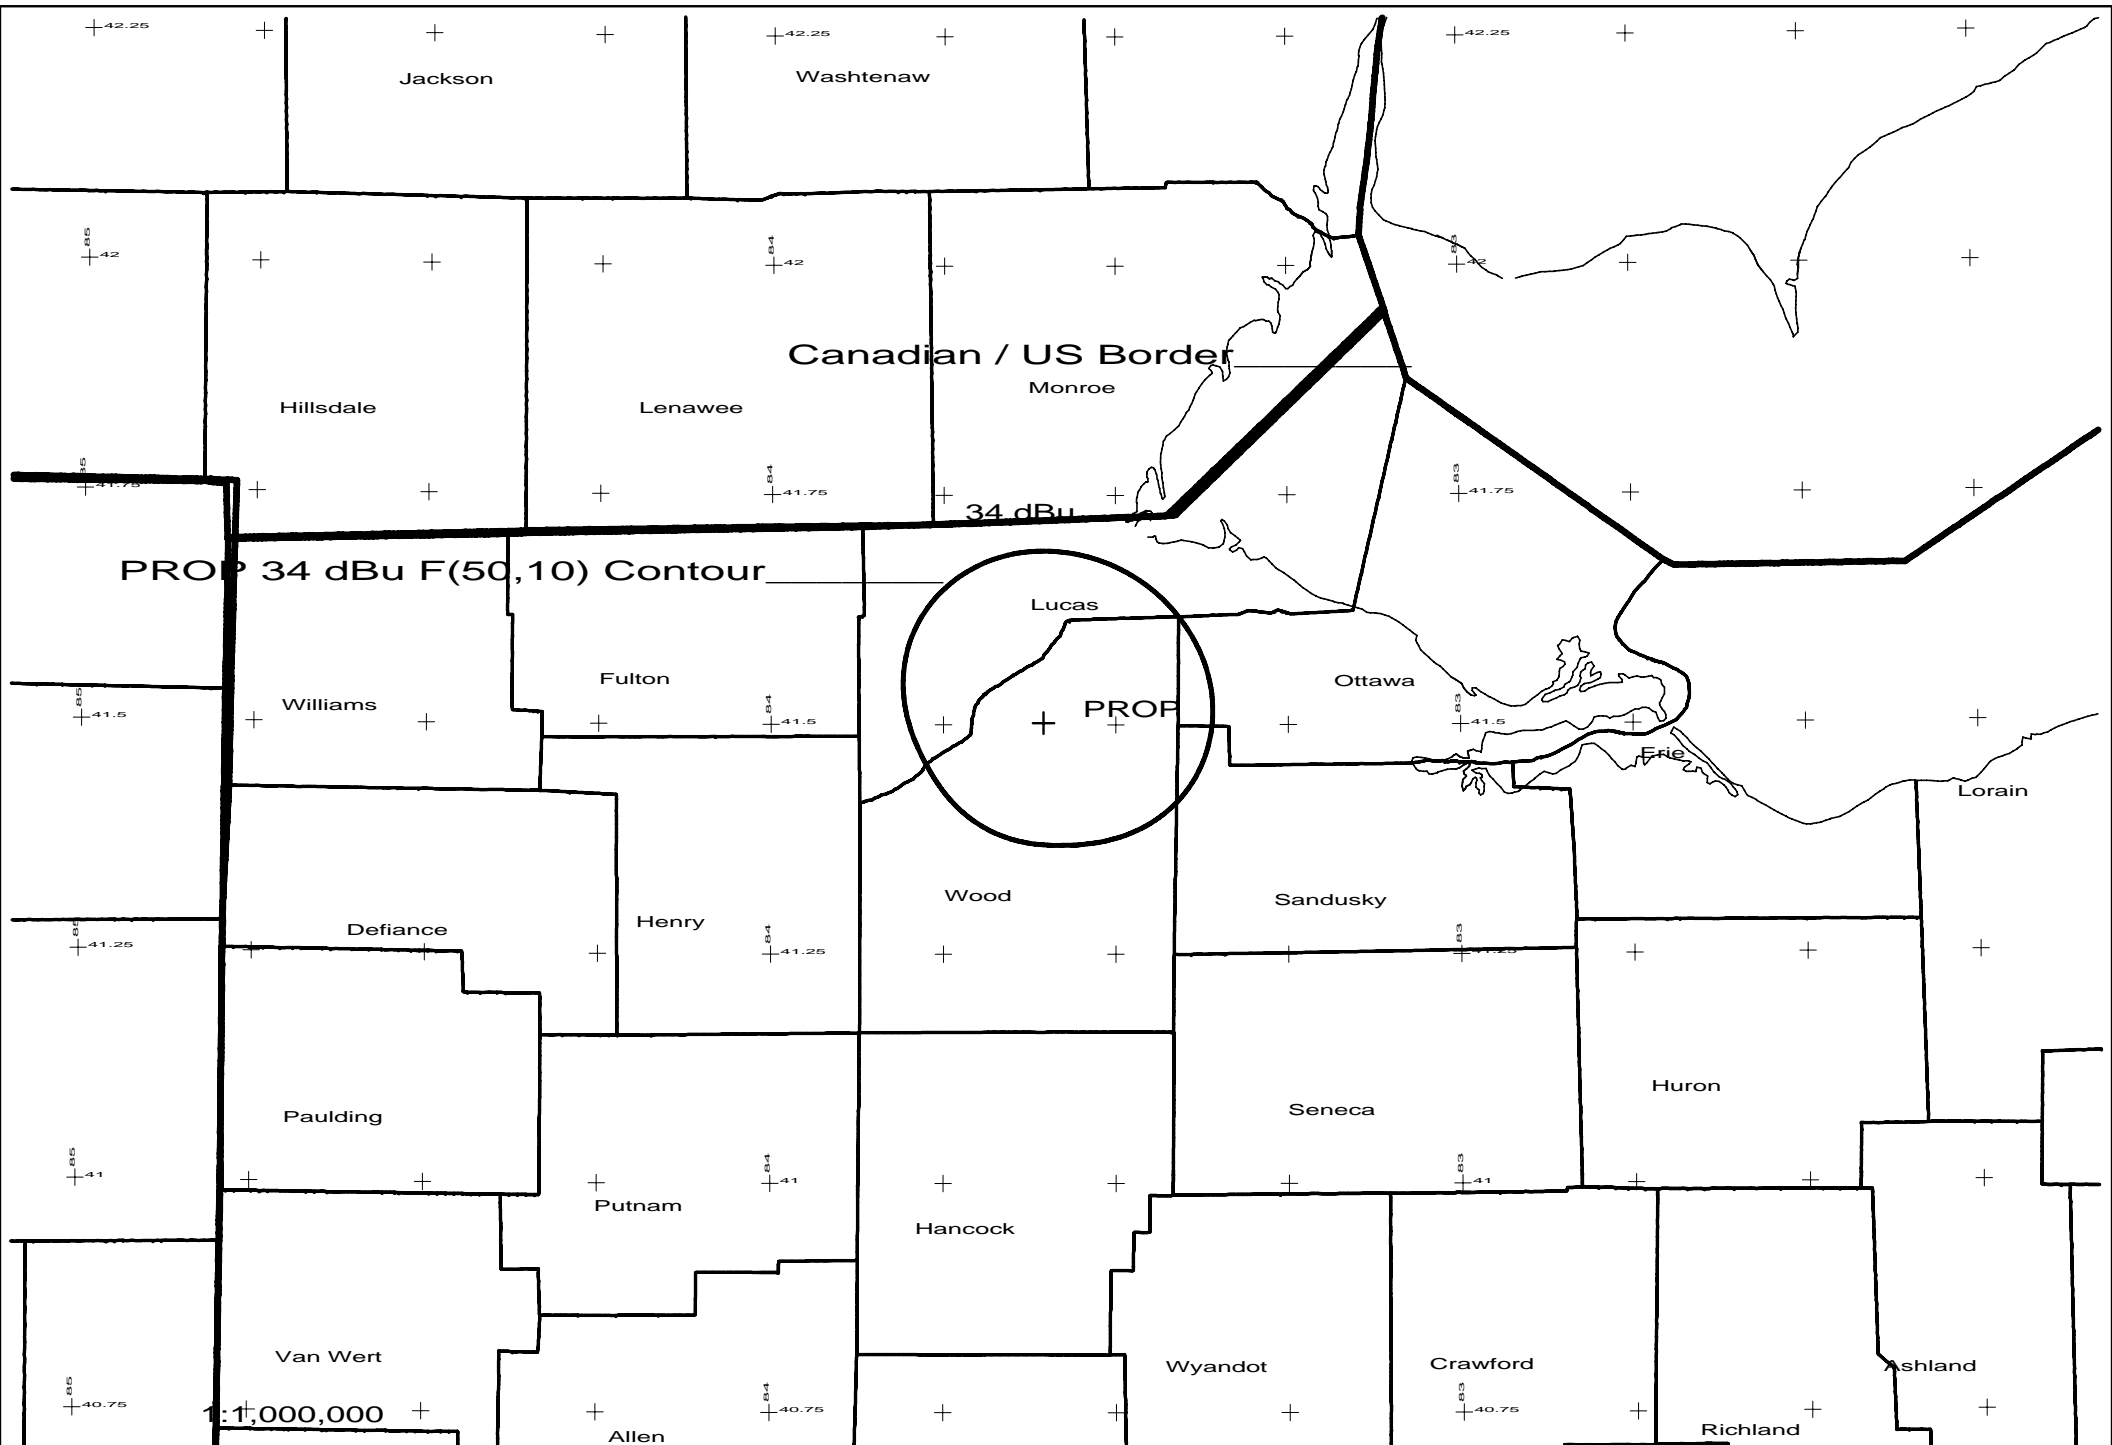 42.25
42.25
42.25
Jackson
Washtenaw
85
42
84
42
83
42
Canadian / US Border
Monroe
Hillsdale
Lenawee
85
41.75
84
41.75
83
41.75
34 dBu
PROP 34 dBu F(50,10) Contour
Lucas
Fulton
Ottawa
Williams
PROP
85
41.5
84
41.5
83
41.5
Erie
Lorain
Wood
Sandusky
Henry
Defiance
85
41.25
84
41.25
83
41.25
Huron
Seneca
Paulding
85
41
84
41
83
41
Putnam
Hancock
Van Wert
Wyandot
Crawford
Ashland
85
40.75
84
40.75
83
40.75
1:1,000,000
Richland
Allen